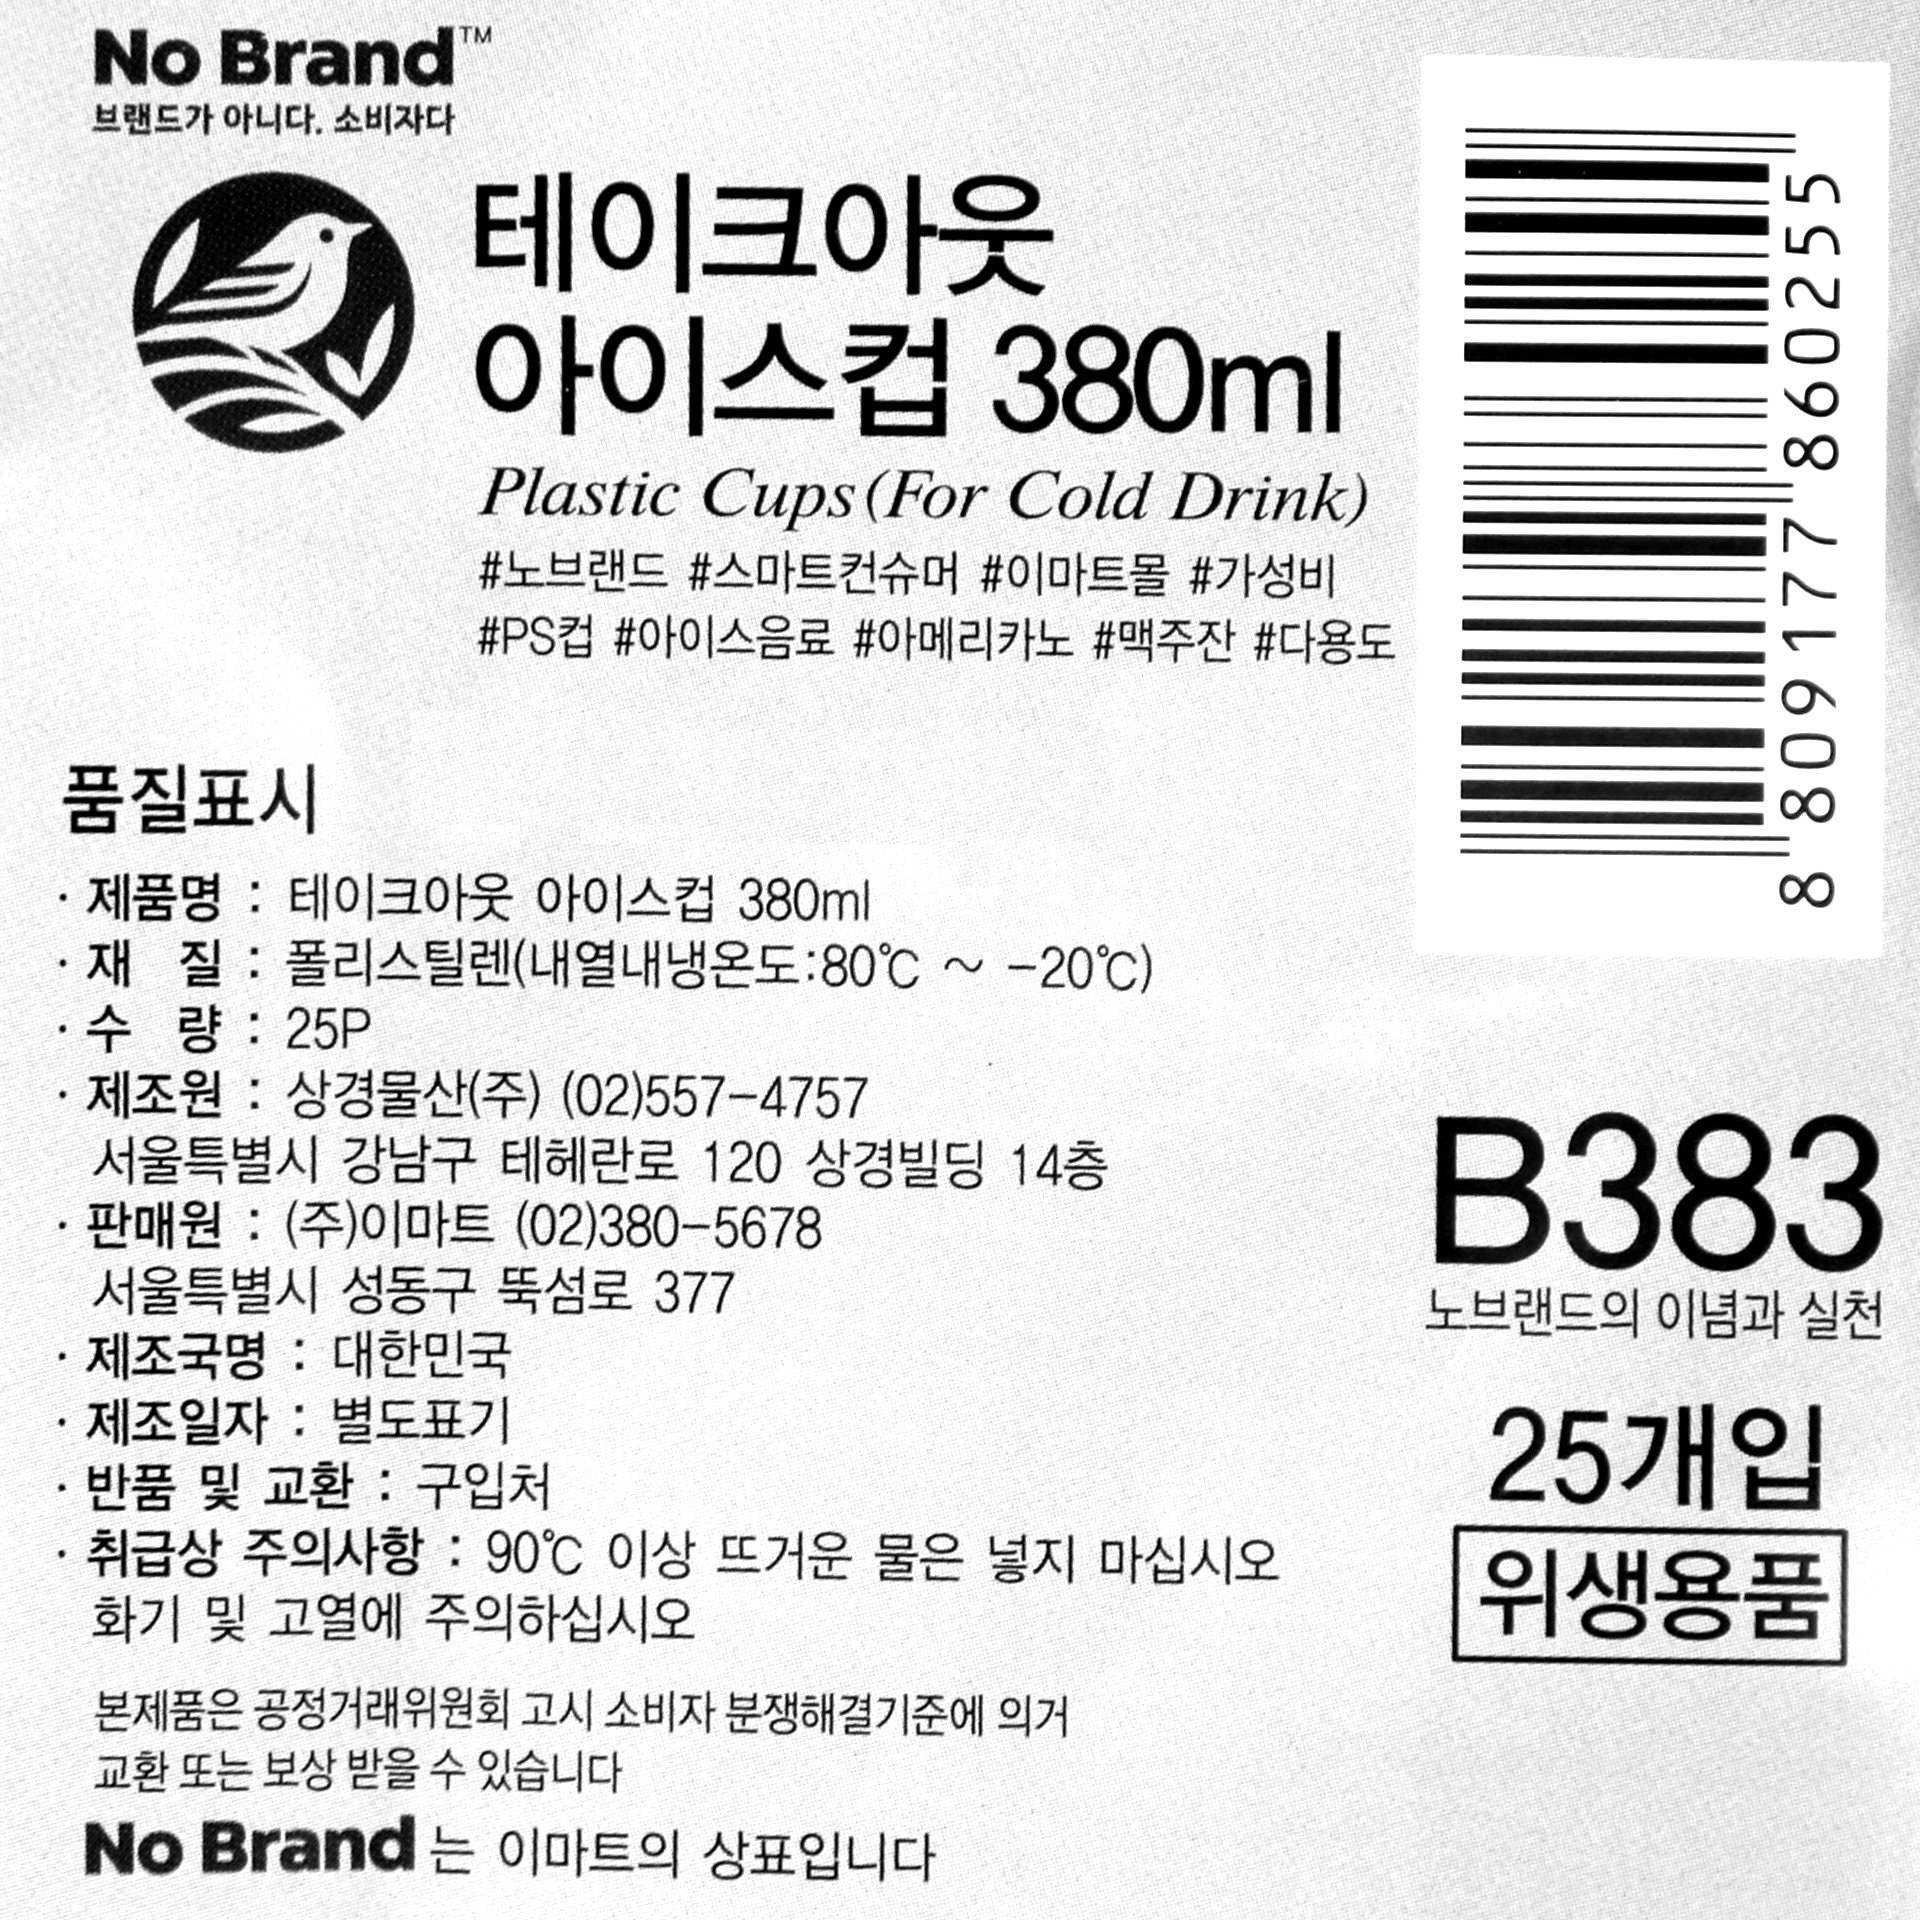 No Brand™
브랜드가 아니다. 소비자다
테이크아웃
아이스컵 380ml
Plastic Cups(For Cold Drink)
#노브랜드 #스마트컨슈머 #이마트몰 #가성비
#PS컵 #아이스음료 #아메리카노 #맥주잔 #다용도
8 809177 860255
품질표시
· 제품명 : 테이크아웃 아이스컵 380ml
· 재 질 : 폴리스틸렌(내열내냉온도:80℃ ~ -20℃)
· 수 량 : 25P
· 제조원 : 상경물산(주) (02)557-4757
서울특별시 강남구 테헤란로 120 상경빌딩 14층
· 판매원 : (주)이마트 (02)380-5678
서울특별시 성동구 뚝섬로 377
· 제조국명 : 대한민국
· 제조일자 : 별도표기
· 반품 및 교환 : 구입처
· 취급상 주의사항 : 90℃ 이상 뜨거운 물은 넣지 마십시오
화기 및 고열에 주의하십시오
본제품은 공정거래위원회 고시 소비자 분쟁해결기준에 의거
교환 또는 보상 받을 수 있습니다
No Brand 는 이마트의 상표입니다
B383
노브랜드의 이념과 실천
25개입
위생용품